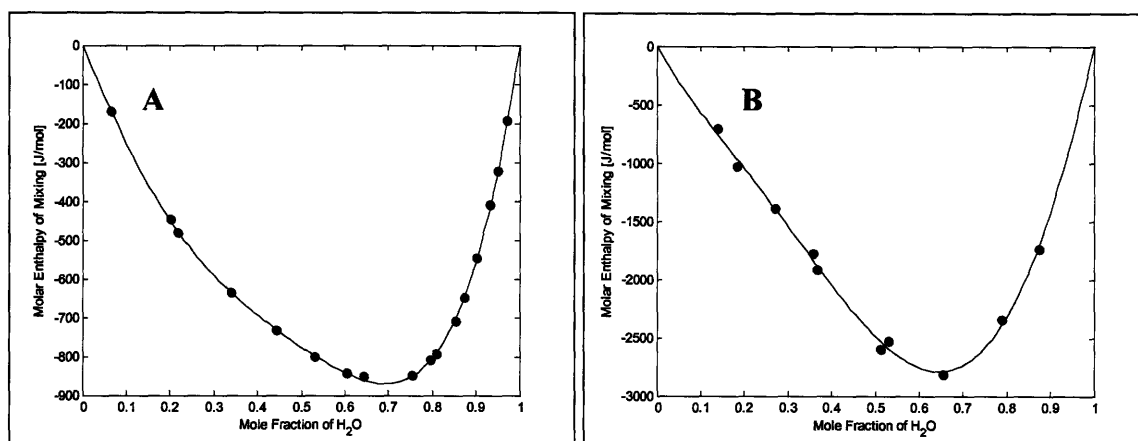 0
-100
-200
-300
-400
-500
-600
-700
-800
-900
Molar Enthalpy of Mixing [J/mol]
A
0 0.1 0.2 0.3 0.4 0.5 0.6 0.7 0.8 0.9 1
Mole Fraction of H2O
0
-500
-1000
-1500
-2000
-2500
-3000
Molar Enthalpy of Mixing [J/mol]
B
0 0.1 0.2 0.3 0.4 0.5 0.6 0.7 0.8 0.9 1
Mole Fraction of H2O